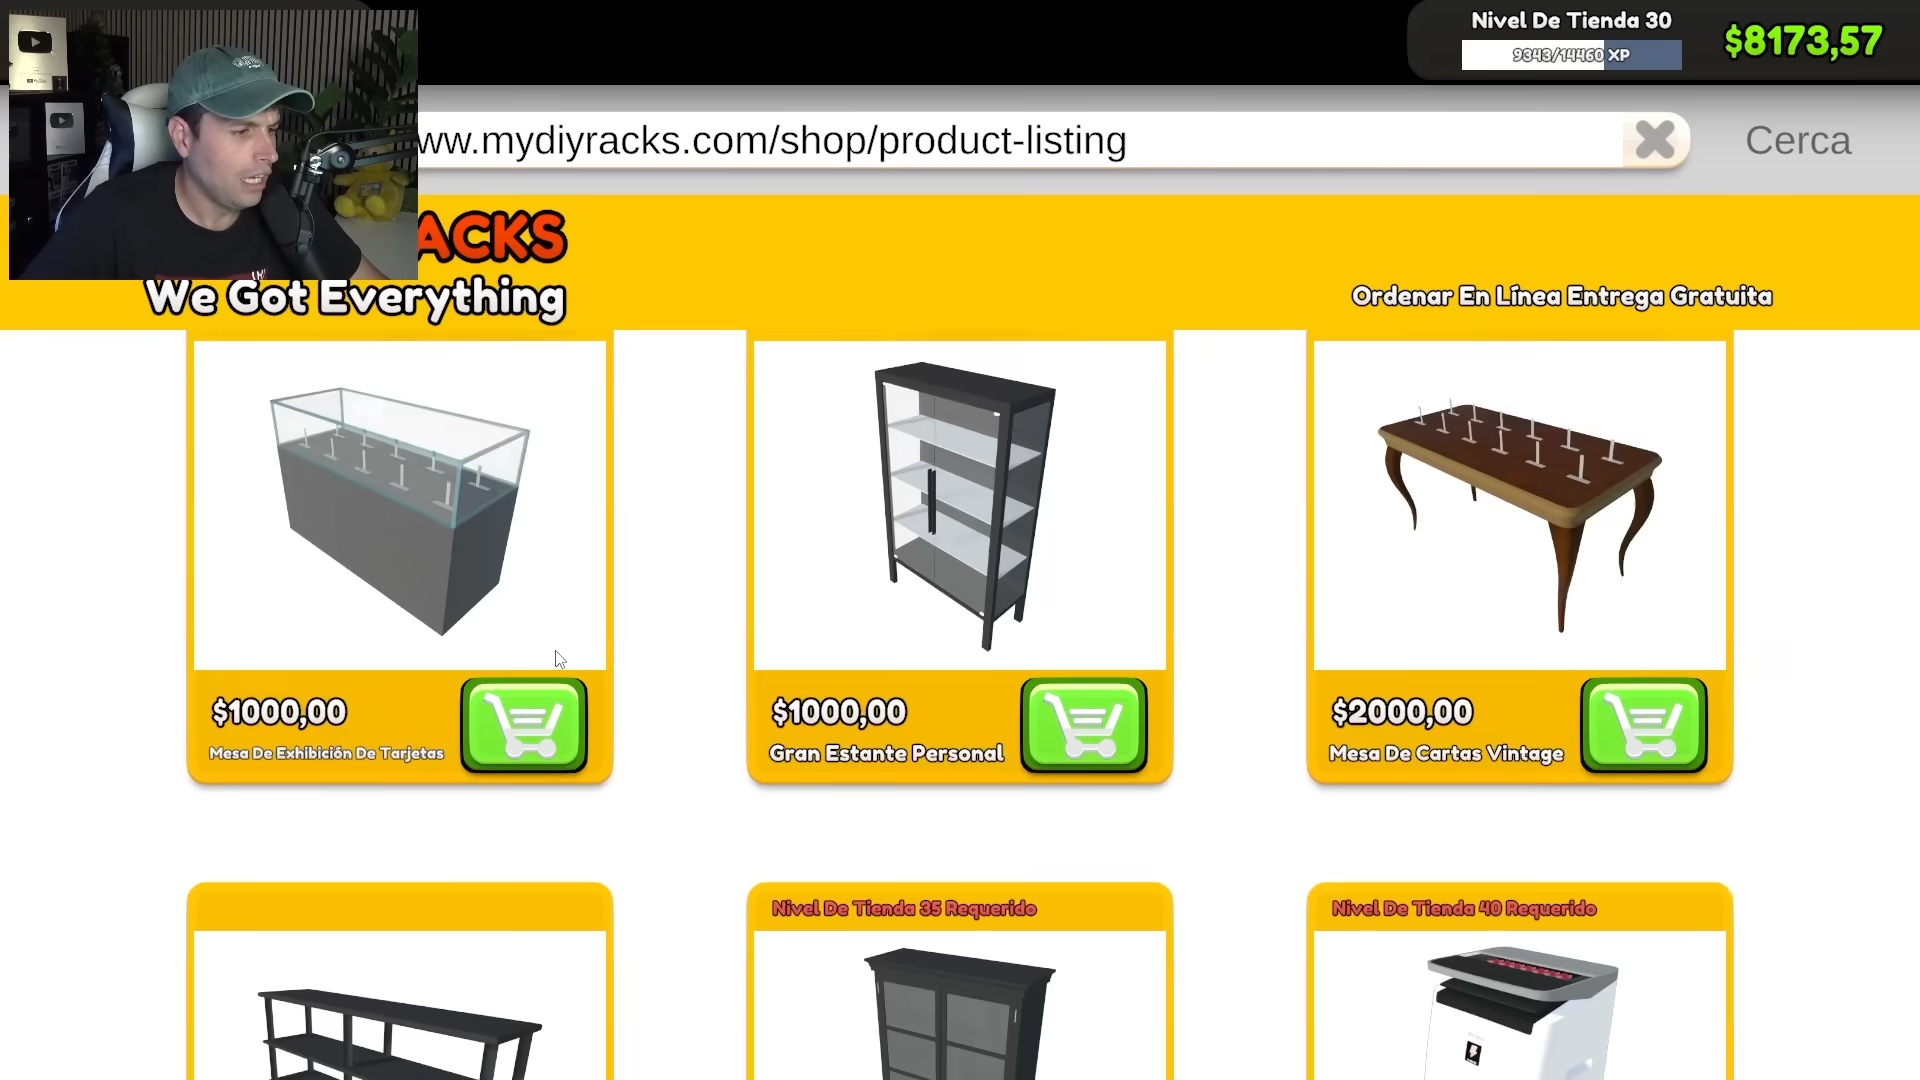 Nivel De Tienda 30
9343/14460 XP
$8173,57
ww.mydiyracks.com/shop/product-listing
Cerca
ACKS
We Got Everything
Ordenar En Línea Entrega Gratuita
$1000,00
Mesa De Exhibición De Tarjetas
$1000,00
Gran Estante Personal
$2000,00
Mesa De Cartas Vintage
Nivel De Tienda 35 Requerido
Nivel De Tienda 40 Requerido